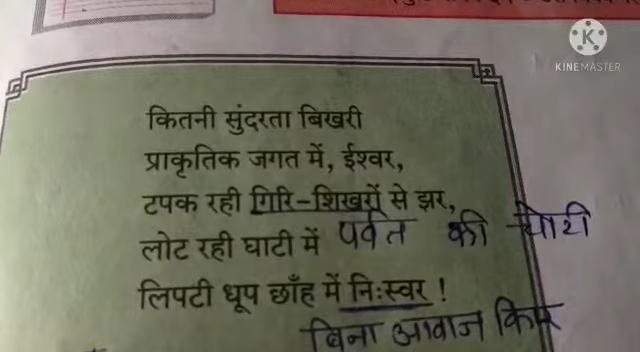 KINEMASTER
कितनी सुंदरता बिखरी
प्राकृतिक जगत में, ईश्वर,
टपक रही गिरि-शिखरों से झर,
लोट रही घाटी में पर्वत की चोटी
लिपटी धूप छाँह में निःस्वर !
बिना आवाज किए